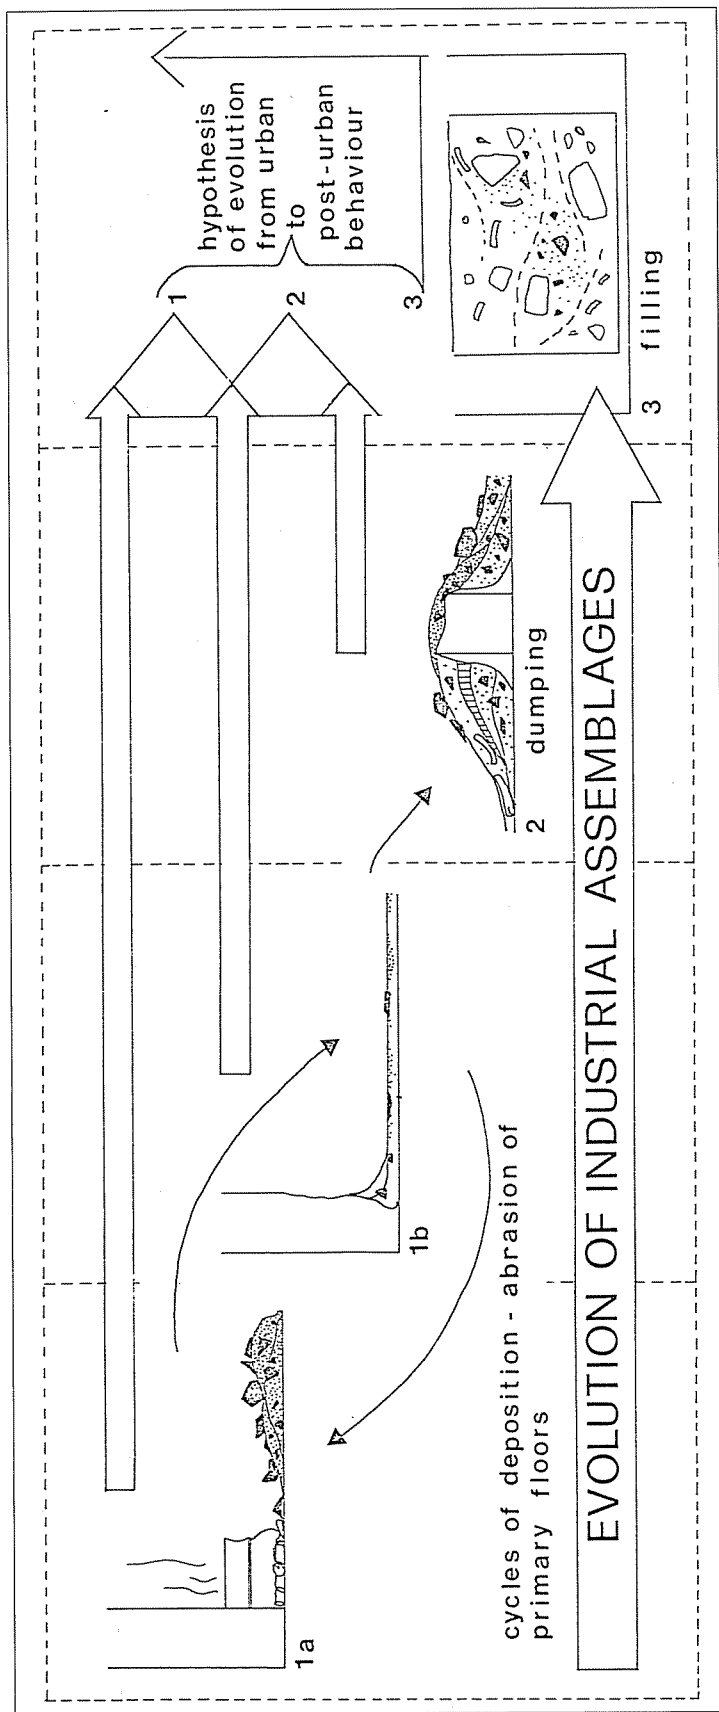 1a
cycles of deposition - abrasion of
primary floors
1b
2 dumping
3 filling
1
2
3
hypothesis
of evolution
from urban
to
post-urban
behaviour
EVOLUTION OF INDUSTRIAL ASSEMBLAGES